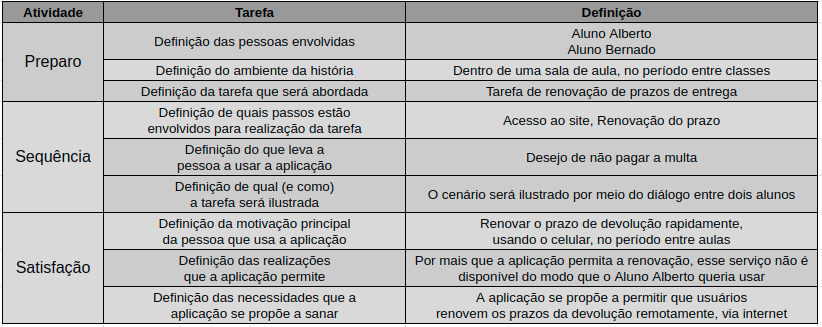 Atividade Tarefa Definição
Preparo
Definição das pessoas envolvidas
Aluno Alberto
Aluno Bernado
Definição do ambiente da história
Dentro de uma sala de aula, no período entre classes
Definição da tarefa que será abordada
Tarefa de renovação de prazos de entrega
Sequência
Definição de quais passos estão
envolvidos para realização da tarefa
Acesso ao site, Renovação do prazo
Definição do que leva a
pessoa a usar a aplicação
Desejo de não pagar a multa
Definição de qual (e como)
a tarefa será ilustrada
O cenário será ilustrado por meio do diálogo entre dois alunos
Satisfação
Definição da motivação principal
da pessoa que usa a aplicação
Renovar o prazo de devolução rapidamente,
usando o celular, no período entre aulas
Definição das realizações
que a aplicação permite
Por mais que a aplicação permita a renovação, esse serviço não é
disponível do modo que o Aluno Alberto queria usar
Definição das necessidades que a
aplicação se propõe a sanar
A aplicação se propõe a permitir que usuários
renovem os prazos da devolução remotamente, via internet